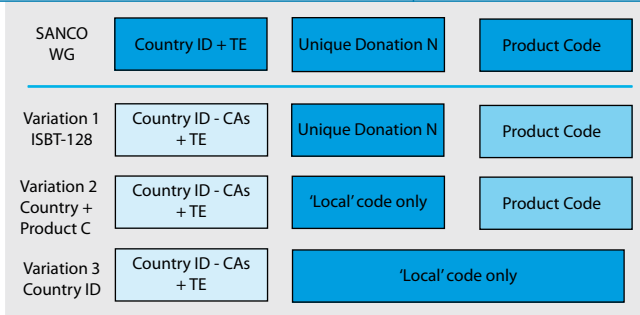 SANCO
WG
Country ID + TE
Unique Donation N
Product Code
Variation 1
ISBT-128
Country ID - CAs
+ TE
Unique Donation N
Product Code
Variation 2
Country +
Product C
Country ID - CAs
+ TE
'Local' code only
Product Code
Variation 3
Country ID
Country ID - CAs
+ TE
'Local' code only